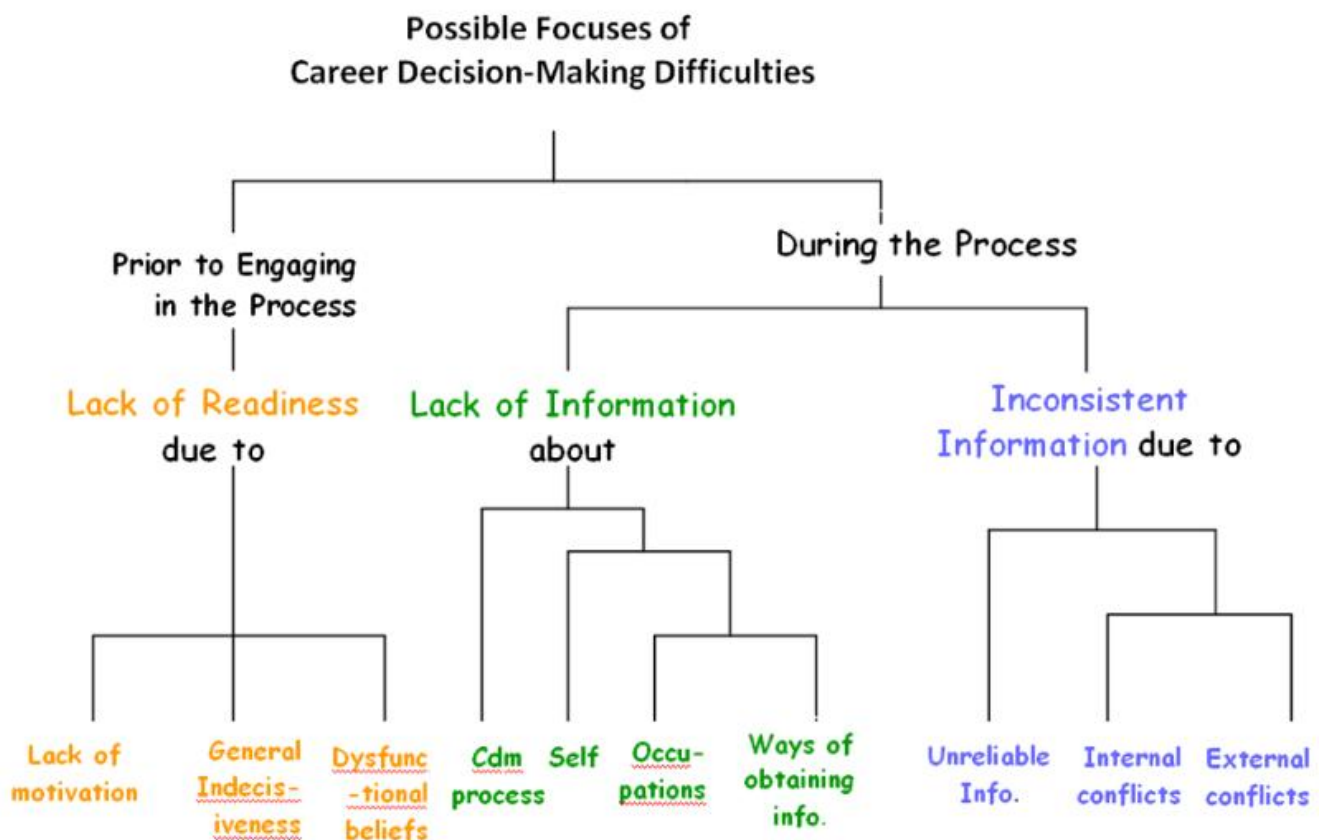 Possible Focuses of
Career Decision-Making Difficulties
Prior to Engaging
in the Process
During the Process
Lack of Readiness
due to
Lack of Information
about
Inconsistent
Information due to
Lack of
motivation
General
Indecis-
iveness
Dysfunc
-tional
beliefs
Cdm
process
Self
Occu-
pations
Ways of
obtaining
info.
Unreliable
Info.
Internal
conflicts
External
conflicts